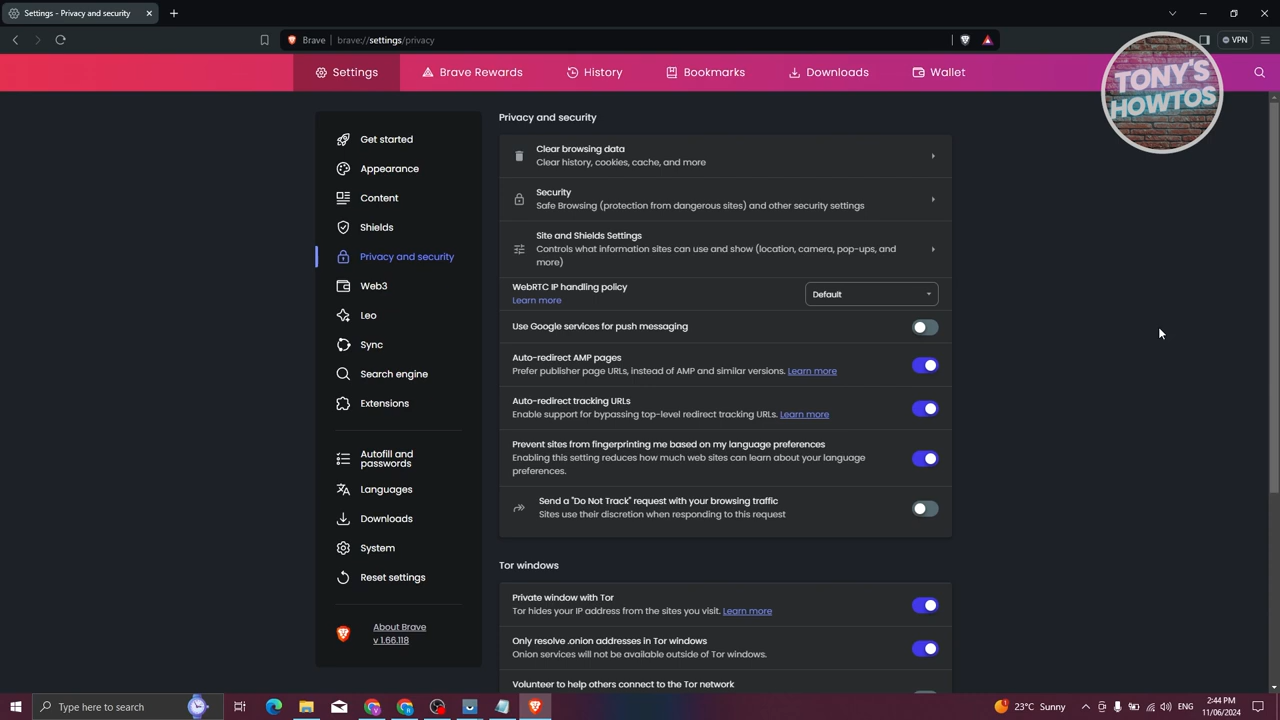 Settings - Privacy and security
Brave
brave://settings/privacy
VPN
Settings
Brave Rewards
History
Bookmarks
Downloads
Wallet
TONY'S
HOWTOS
Get started
Appearance
Content
Shields
Privacy and security
Web3
Leo
Sync
Search engine
Extensions
Autofill and
passwords
Languages
Downloads
System
Reset settings
About Brave
v 1.66.118
Privacy and security
Clear browsing data
Clear history, cookies, cache, and more
Security
Safe Browsing (protection from dangerous sites) and other security settings
Site and Shields Settings
Controls what information sites can use and show (location, camera, pop-ups, and
more)
WebRTC IP handling policy
Learn more
Default
Use Google services for push messaging
Auto-redirect AMP pages
Prefer publisher page URLs, instead of AMP and similar versions. Learn more
Auto-redirect tracking URLs
Enable support for bypassing top-level redirect tracking URLs. Learn more
Prevent sites from fingerprinting me based on my language preferences
Enabling this setting reduces how much web sites can learn about your language
preferences.
Send a "Do Not Track" request with your browsing traffic
Sites use their discretion when responding to this request
Tor windows
Private window with Tor
Tor hides your IP address from the sites you visit. Learn more
Only resolve .onion addresses in Tor windows
Onion services will not be available outside of Tor windows.
Volunteer to help others connect to the Tor network
Type here to search
23°C Sunny
2:44 PM
11/06/2024